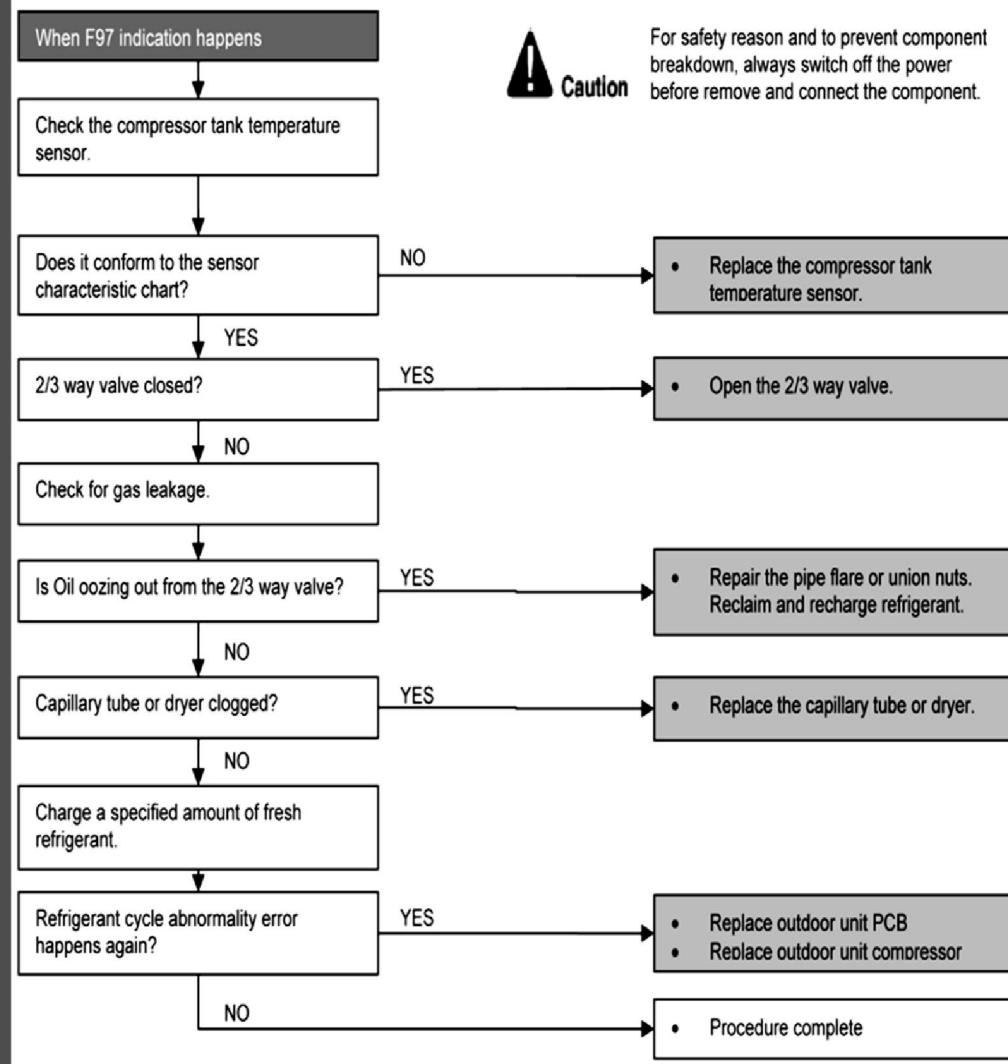 When F97 indication happens
Caution
For safety reason and to prevent component
breakdown, always switch off the power
before remove and connect the component.
Check the compressor tank temperature
sensor.
Does it conform to the sensor
characteristic chart?
NO
• Replace the compressor tank
temperature sensor.
YES
2/3 way valve closed?
YES
• Open the 2/3 way valve.
NO
Check for gas leakage.
Is Oil oozing out from the 2/3 way valve?
YES
• Repair the pipe flare or union nuts.
Reclaim and recharge refrigerant.
NO
Capillary tube or dryer clogged?
YES
• Replace the capillary tube or dryer.
NO
Charge a specified amount of fresh
refrigerant.
Refrigerant cycle abnormality error
happens again?
YES
• Replace outdoor unit PCB
• Replace outdoor unit compressor
NO
• Procedure complete